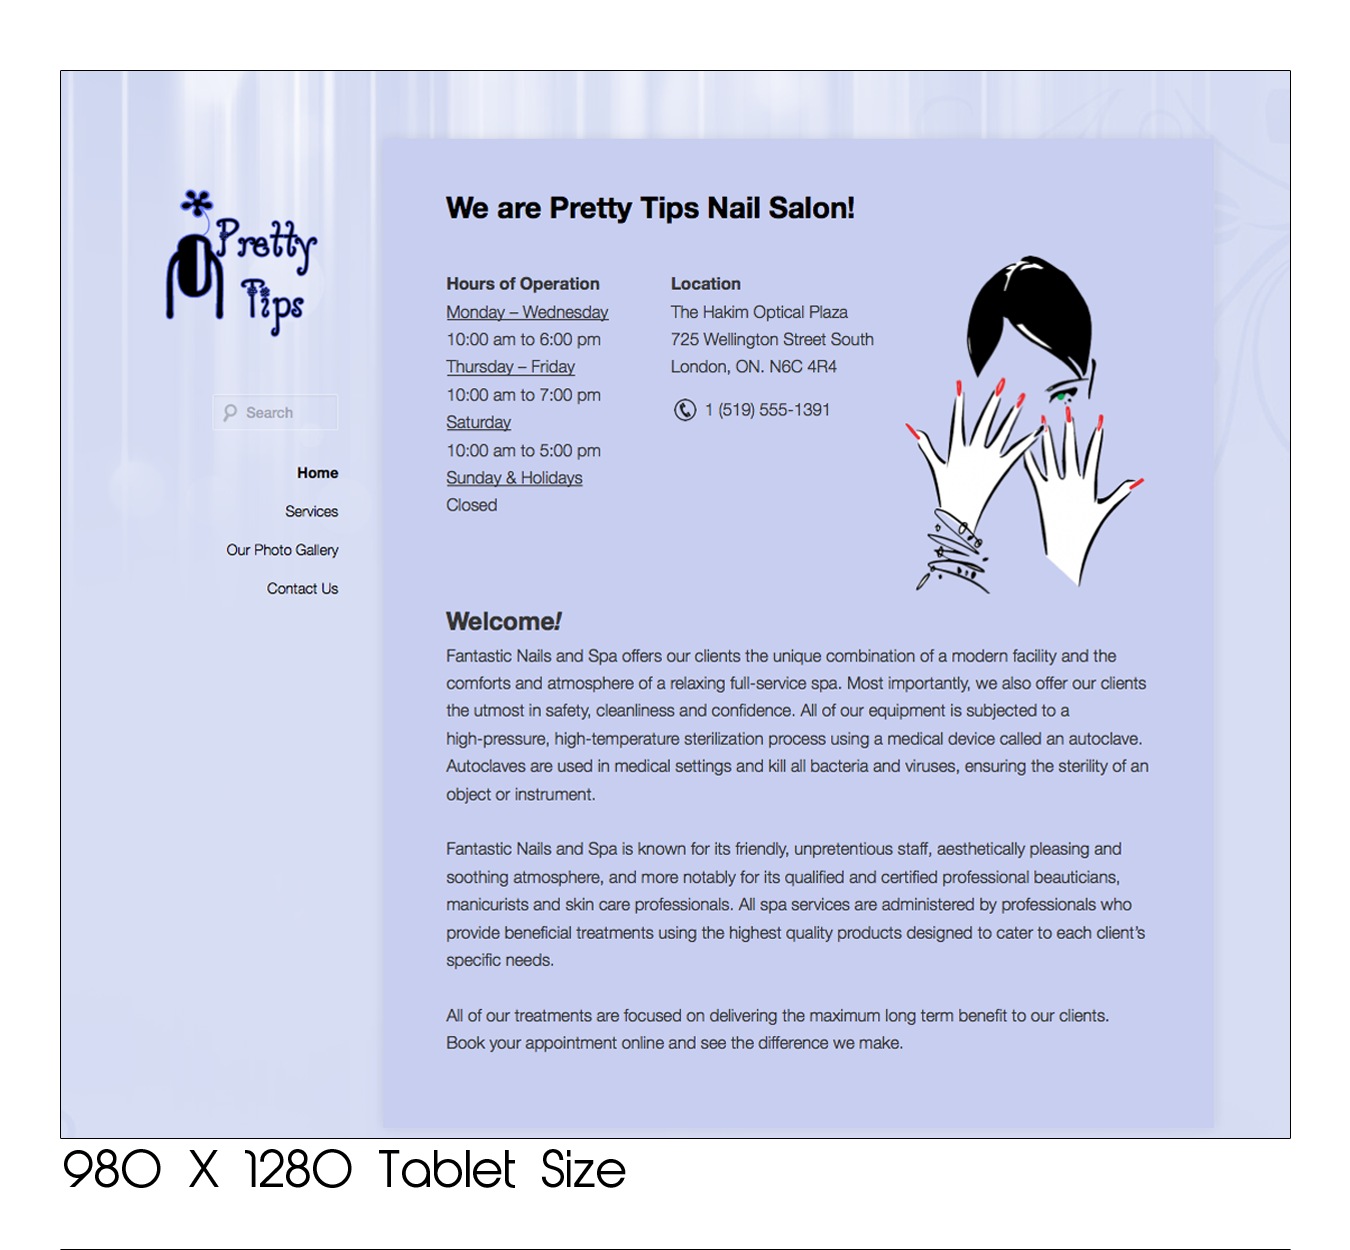 Pretty
Tips
Search
Home
Services
Our Photo Gallery
Contact Us
We are Pretty Tips Nail Salon!
Hours of Operation
Monday – Wednesday
10:00 am to 6:00 pm
Thursday – Friday
10:00 am to 7:00 pm
Saturday
10:00 am to 5:00 pm
Sunday & Holidays
Closed
Location
The Hakim Optical Plaza
725 Wellington Street South
London, ON. N6C 4R4
1 (519) 555-1391
Welcome!
Fantastic Nails and Spa offers our clients the unique combination of a modern facility and the
comforts and atmosphere of a relaxing full-service spa. Most importantly, we also offer our clients
the utmost in safety, cleanliness and confidence. All of our equipment is subjected to a
high-pressure, high-temperature sterilization process using a medical device called an autoclave.
Autoclaves are used in medical settings and kill all bacteria and viruses, ensuring the sterility of an
object or instrument.
Fantastic Nails and Spa is known for its friendly, unpretentious staff, aesthetically pleasing and
soothing atmosphere, and more notably for its qualified and certified professional beauticians,
manicurists and skin care professionals. All spa services are administered by professionals who
provide beneficial treatments using the highest quality products designed to cater to each client’s
specific needs.
All of our treatments are focused on delivering the maximum long term benefit to our clients.
Book your appointment online and see the difference we make.
980 X 1280 Tablet Size